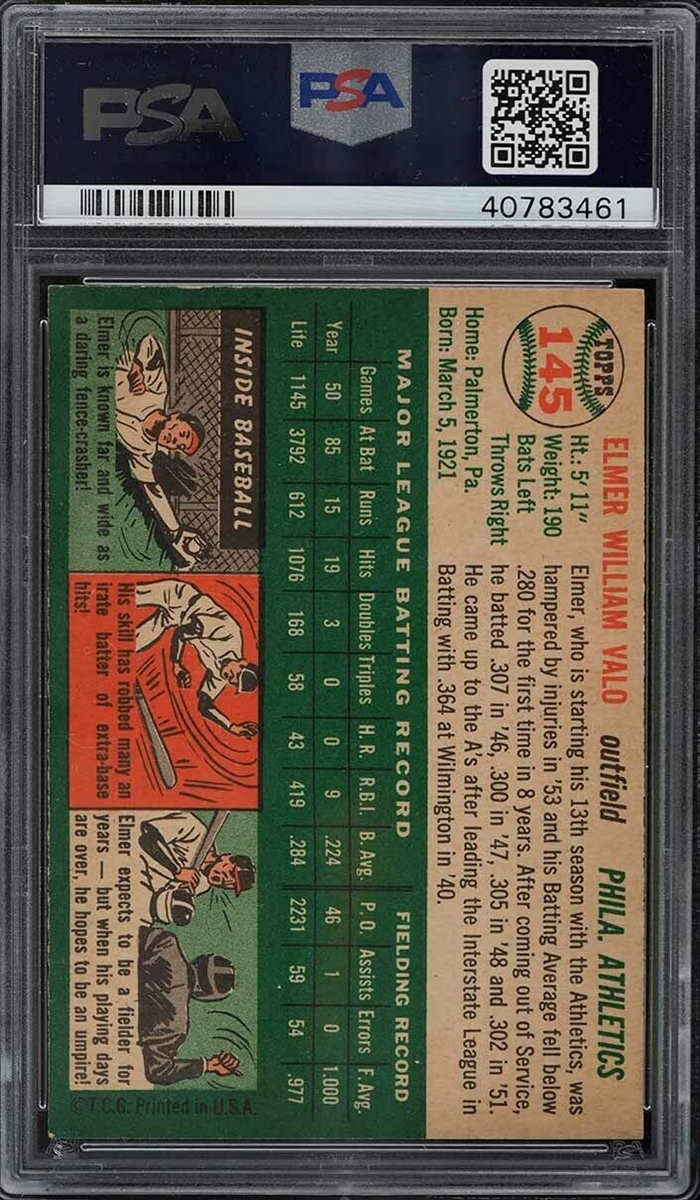 PSA
PSA
40783461
TOPPS
145
ELMER WILLIAM VALO outfield PHILA. ATHLETICS
Ht.: 5' 11"
Weight: 190
Bats Left
Throws Right
Home: Palmerton, Pa.
Born: March 5, 1921
Elmer, who is starting his 13th season with the Athletics, was
hampered by injuries in '53 and his Batting Average fell below
.280 for the first time in 8 years. After coming out of Service,
he batted .307 in '46, .300 in '47, .305 in '48 and .302 in '51.
He came up to the A's after leading the Interstate League in
Batting with .364 at Wilmington in '40.
MAJOR LEAGUE BATTING RECORD FIELDING RECORD
Games At Bat Runs Hits Doubles Triples H.R. R.B.I. B. Avg. P.O. Assists Errors F. Avg.
Year 50 85 15 19 3 0 0 9 .224 46 1 0 1.000
Life 1145 3792 612 1076 168 58 43 419 .284 2231 59 54 .977
INSIDE BASEBALL
Elmer is known far and wide as
a daring fence-crasher!
His skill has robbed many an
irate batter of extra-base
hits!
Elmer expects to be a fielder for
years — but when his playing days
are over, he hopes to be an umpire!
© T.C.G. Printed in U.S.A.